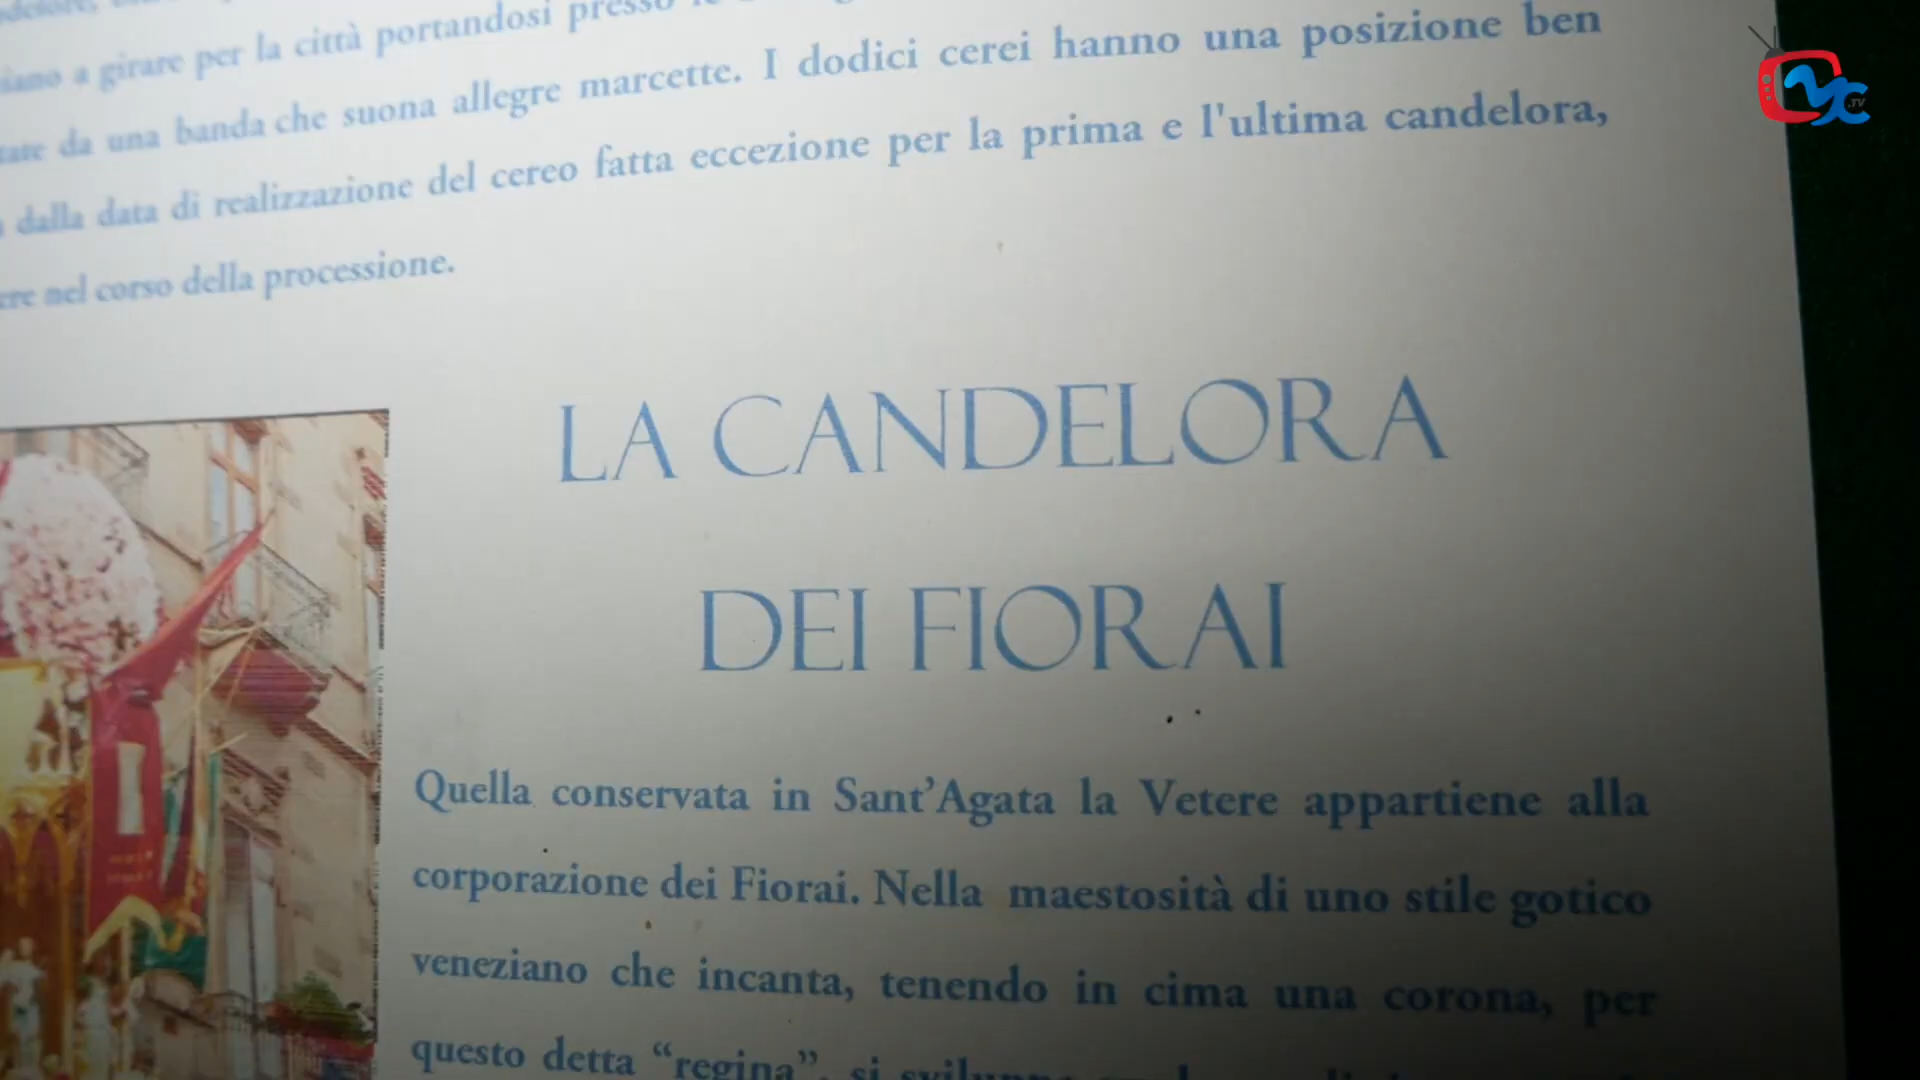 a girare per la città portandosi presso
da una banda che suona allegre marcette. I dodici cerei hanno una posizione ben
dalla data di realizzazione del cereo fatta eccezione per la prima e l'ultima candelora,
nel corso della processione.
LA CANDELORA
DEI FIORAI
Quella conservata in Sant’Agata la Vetere appartiene alla
corporazione dei Fiorai. Nella maestosità di uno stile gotico
veneziano che incanta, tenendo in cima una corona, per
questo detta “regina”, si
.TV